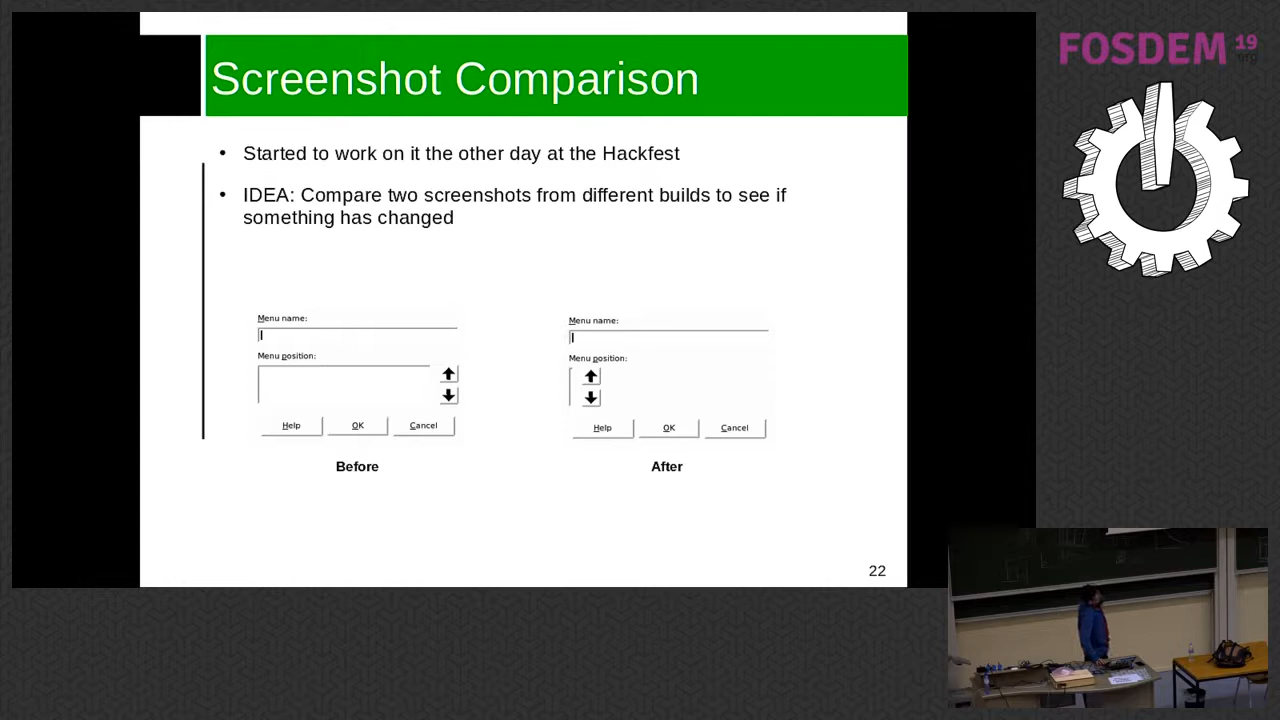 Screenshot Comparison
FOSDEM 19
.org
• Started to work on it the other day at the Hackfest
• IDEA: Compare two screenshots from different builds to see if
something has changed
Menu name:
Menu position:
Help OK Cancel
Before
Menu name:
Menu position:
Help OK Cancel
After
22